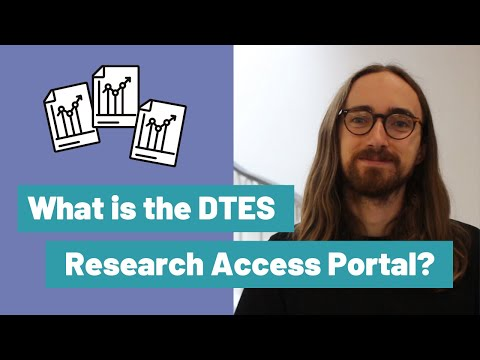 What is the DTES
Research Access Portal?